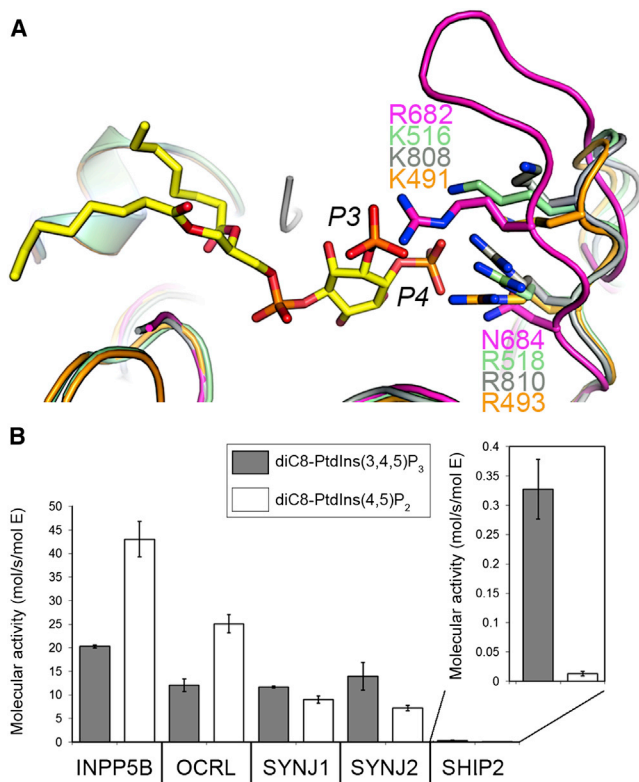 A
R682
K516
K808
K491
P3
P4
N684
R518
R810
R493
B
diC8-PtdIns(3,4,5)P3
diC8-PtdIns(4,5)P2
Molecular activity (mol/s/mol E)
50
45
40
35
30
25
20
15
10
5
0
Molecular activity (mol/s/mol E)
0.4
0.35
0.3
0.25
0.2
0.15
0.1
0.05
0
INPP5B OCRL SYNJ1 SYNJ2 SHIP2